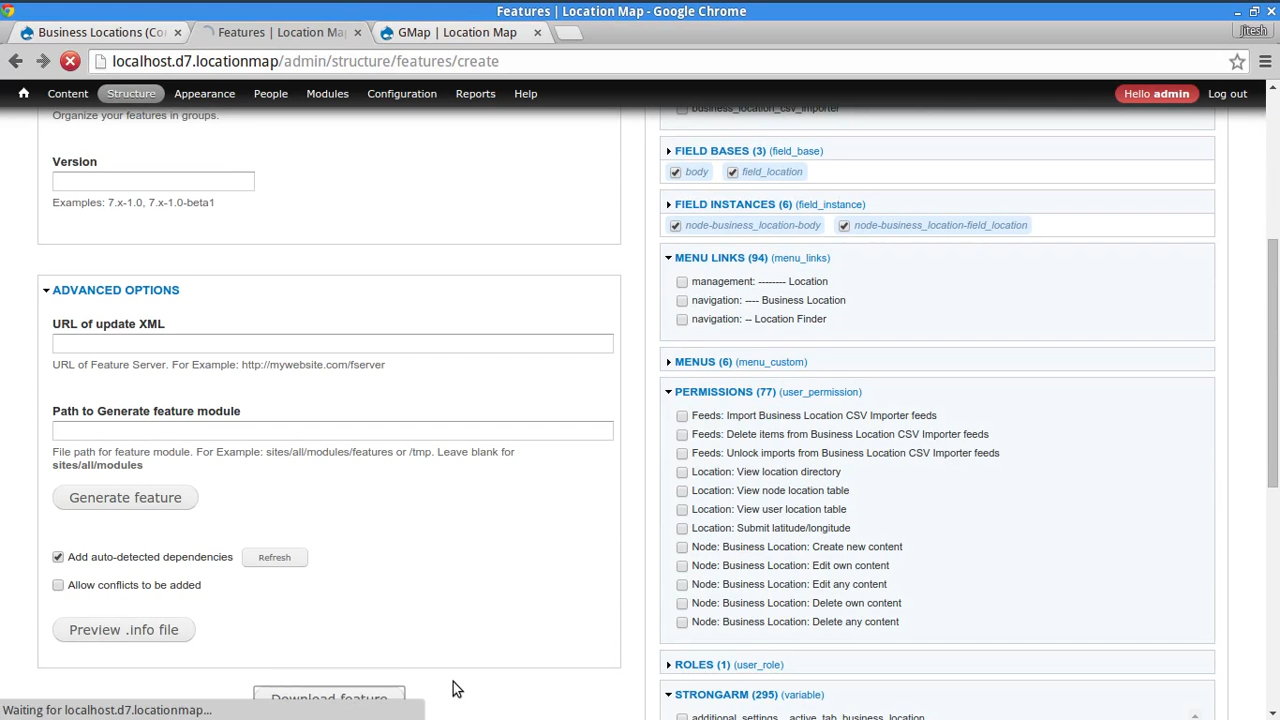 Features | Location Map - Google Chrome
Business Locations (Co
Features | Location Map
GMap | Location Map
jitesh
localhost.d7.locationmap/admin/structure/features/create
Content
Structure
Appearance
People
Modules
Configuration
Reports
Help
Hello admin
Log out
Organize your features in groups.
Version
Examples: 7.x-1.0, 7.x-1.0-beta1
ADVANCED OPTIONS
URL of update XML
URL of Feature Server. For Example: http://mywebsite.com/fserver
Path to Generate feature module
File path for feature module. For Example: sites/all/modules/features or /tmp. Leave blank for
sites/all/modules
Generate feature
Add auto-detected dependencies
Refresh
Allow conflicts to be added
Preview .info file
Download feature
Waiting for localhost.d7.locationmap...
business_location_csv_importer
FIELD BASES (3) (field_base)
body
field_location
FIELD INSTANCES (6) (field_instance)
node-business_location-body
node-business_location-field_location
MENU LINKS (94) (menu_links)
management: -------- Location
navigation: ---- Business Location
navigation: -- Location Finder
MENUS (6) (menu_custom)
PERMISSIONS (77) (user_permission)
Feeds: Import Business Location CSV Importer feeds
Feeds: Delete items from Business Location CSV Importer feeds
Feeds: Unlock imports from Business Location CSV Importer feeds
Location: View location directory
Location: View node location table
Location: View user location table
Location: Submit latitude/longitude
Node: Business Location: Create new content
Node: Business Location: Edit own content
Node: Business Location: Edit any content
Node: Business Location: Delete own content
Node: Business Location: Delete any content
ROLES (1) (user_role)
STRONGARM (295) (variable)
additional_settings__active_tab_business_location